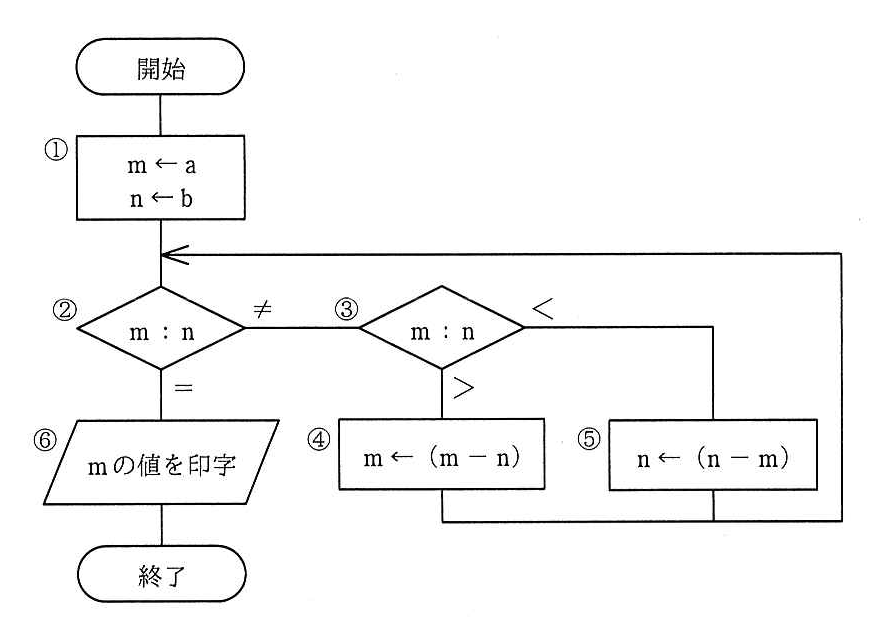 開始
①
m ← a
n ← b
②
m : n
≠
③
m : n
<
=
>
⑥
mの値を印字
④
m ← (m − n)
⑤
n ← (n − m)
終了